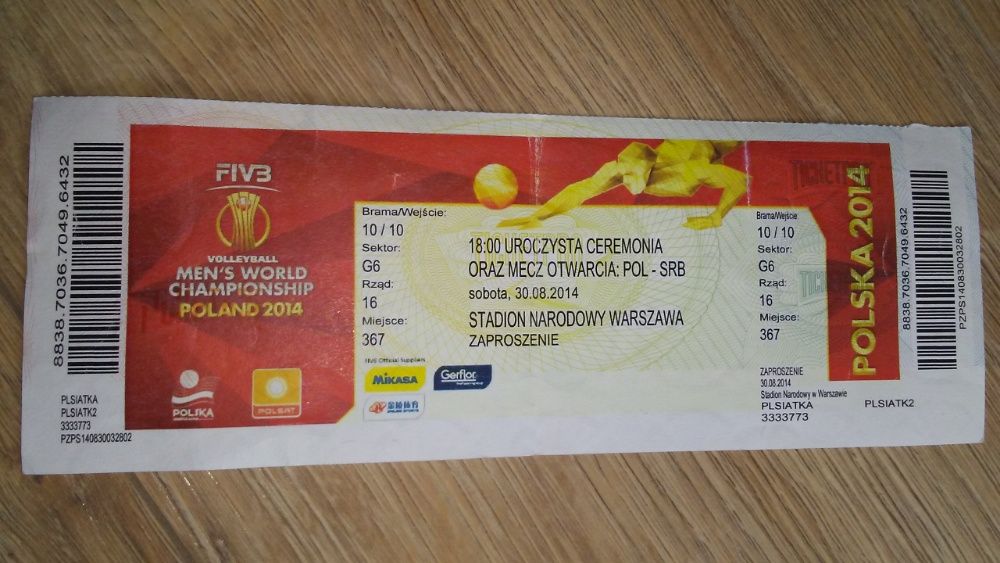 8838.7036.7049.6432
FIVB
VOLLEYBALL
MEN'S WORLD
CHAMPIONSHIP
POLAND 2014
POLSKA
POLSAT
PLSIATKA
PLSIATK2
3333773
PZPS140830032802
Brama/Wejście:
10 / 10
Sektor:
G6
Rząd:
16
Miejsce:
367
18:00 UROCZYSTA CEREMONIA
ORAZ MECZ OTWARCIA: POL - SRB
sobota, 30.08.2014
STADION NARODOWY WARSZAWA
ZAPROSZENIE
FIVB Official Suppliers
MIKASA
Gerflor
Brama/Wejście
10 / 10
Sektor:
G6
Rząd:
16
Miejsce:
367
ZAPROSZENIE
30.08.2014
Stadion Narodowy w Warszawie
PLSIATKA
3333773
PLSIATK2
POLSKA 2014
8838.7036.7049.6432
PZPS140830032802